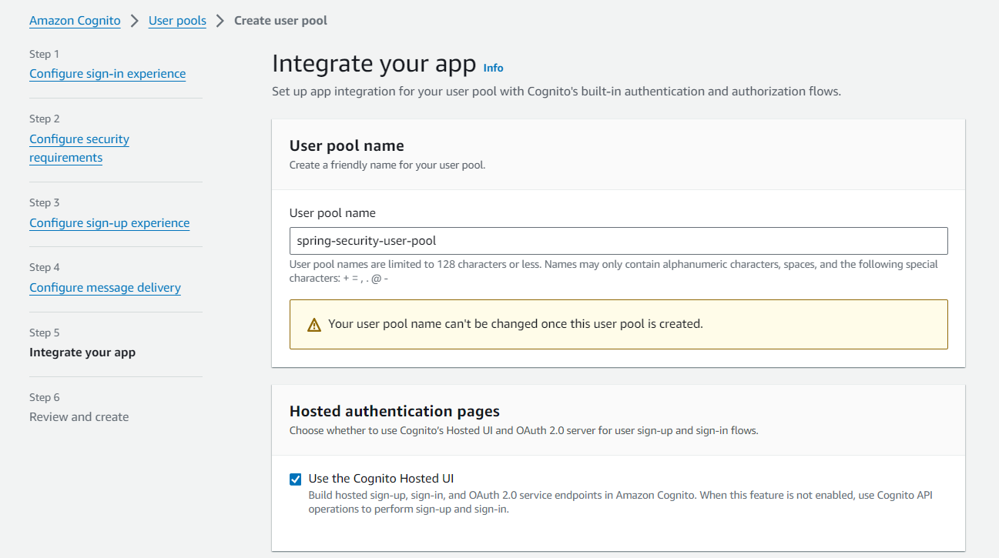 Amazon Cognito > User pools > Create user pool
Step 1
Configure sign-in experience
Step 2
Configure security
requirements
Step 3
Configure sign-up experience
Step 4
Configure message delivery
Step 5
Integrate your app
Step 6
Review and create
Integrate your app Info
Set up app integration for your user pool with Cognito's built-in authentication and authorization flows.
User pool name
Create a friendly name for your user pool.
User pool name
spring-security-user-pool
User pool names are limited to 128 characters or less. Names may only contain alphanumeric characters, spaces, and the following special
characters: + = , . @ -
Your user pool name can't be changed once this user pool is created.
Hosted authentication pages
Choose whether to use Cognito's Hosted UI and OAuth 2.0 server for user sign-up and sign-in flows.
Use the Cognito Hosted UI
Build hosted sign-up, sign-in, and OAuth 2.0 service endpoints in Amazon Cognito. When this feature is not enabled, use Cognito API
operations to perform sign-up and sign-in.